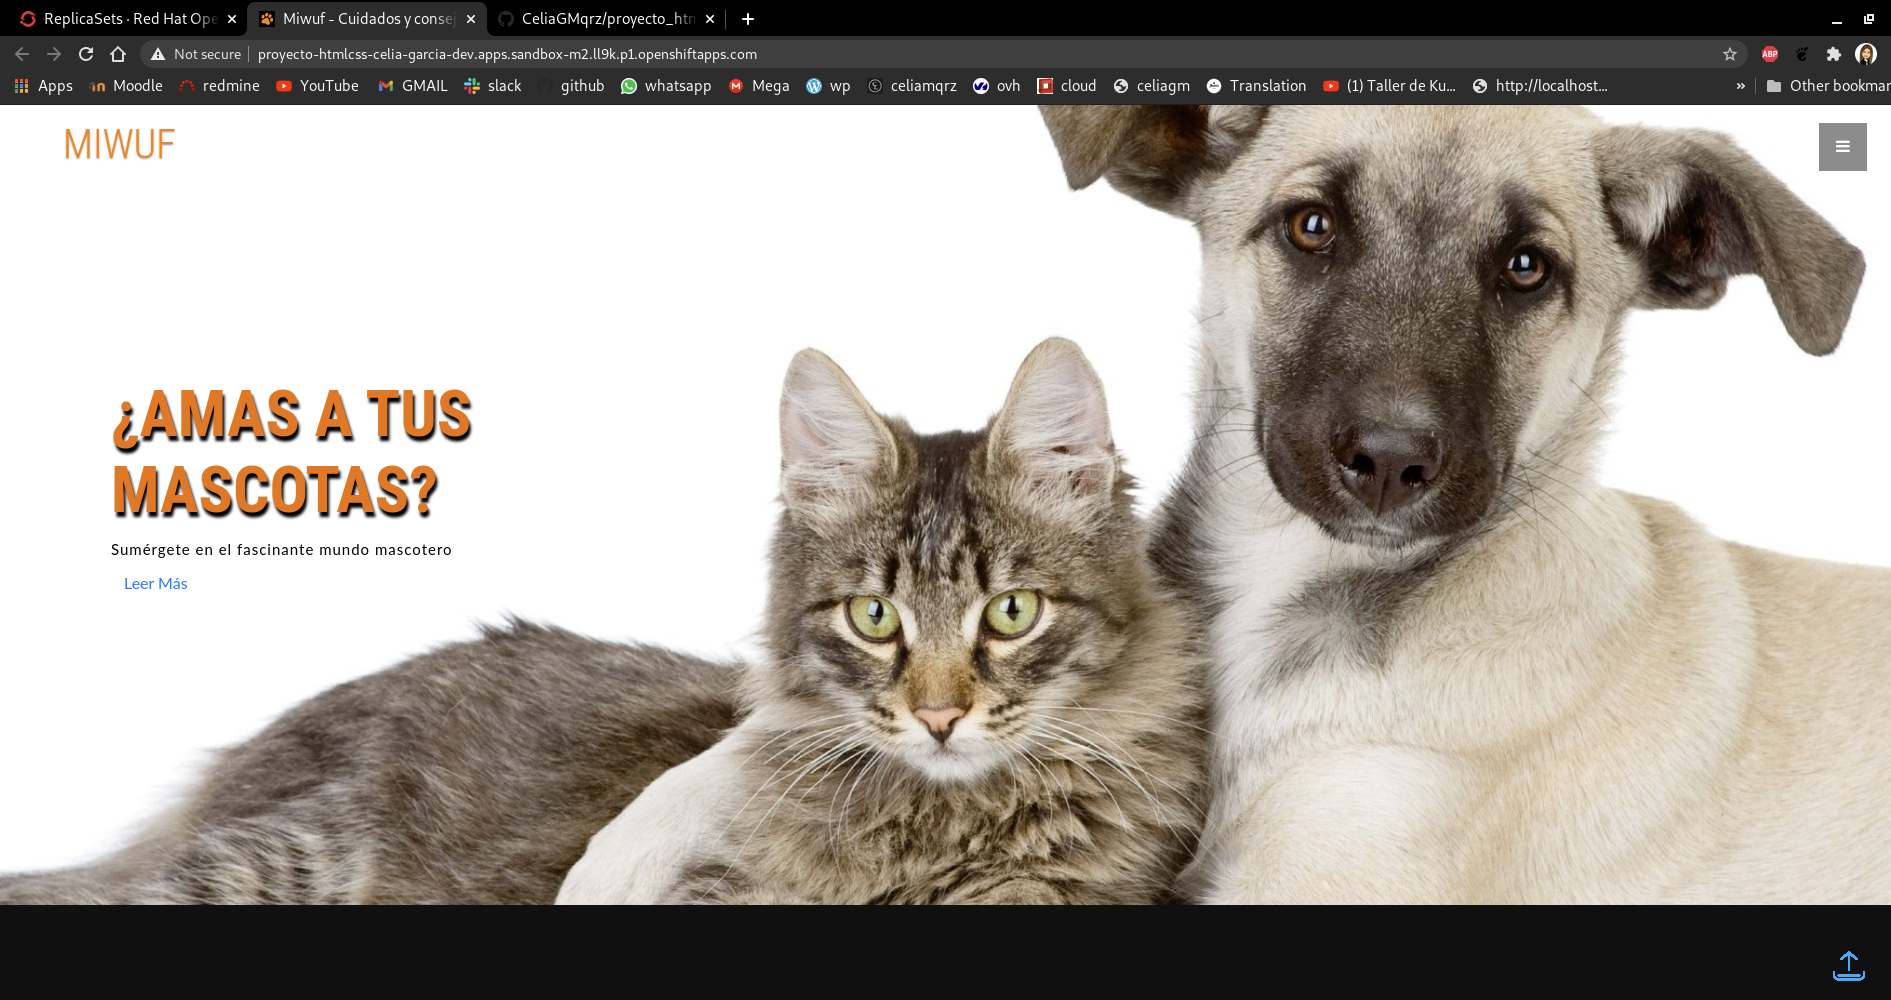 ReplicaSets · Red Hat Ope
Miwuf - Cuidados y consej
CeliaGMqrz/proyecto_htm
Not secure
proyecto-htmlcss-celia-garcia-dev.apps.sandbox-m2.ll9k.p1.openshiftapps.com
ABP
Apps
Moodle
redmine
YouTube
GMAIL
slack
github
whatsapp
Mega
wp
celiamqrz
ovh
cloud
celiagm
Translation
(1) Taller de Ku...
http://localhost...
»
Other bookmar
MIWUF
¿AMAS A TUS
MASCOTAS?
Sumérgete en el fascinante mundo mascotero
Leer Más